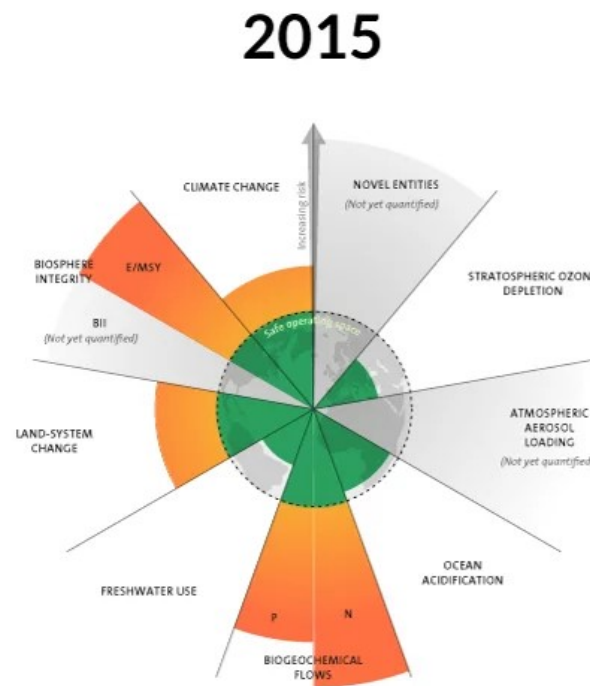 2015
CLIMATE CHANGE
Increasing risk
NOVEL ENTITIES
(Not yet quantified)
STRATOSPHERIC OZON
DEPLETION
ATMOSPHERIC
AEROSOL
LOADING
(Not yet quantified
OCEAN
ACIDIFICATION
N
P
BIOGEOCHEMICAL
FLOWS
FRESHWATER USE
LAND-SYSTEM
CHANGE
BII
(Not yet quantified)
BIOSPHERE
INTEGRITY
E/MSY
Safe operating space